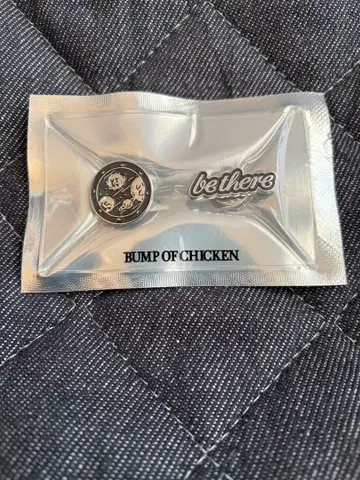 be there
BUMP OF CHICKEN